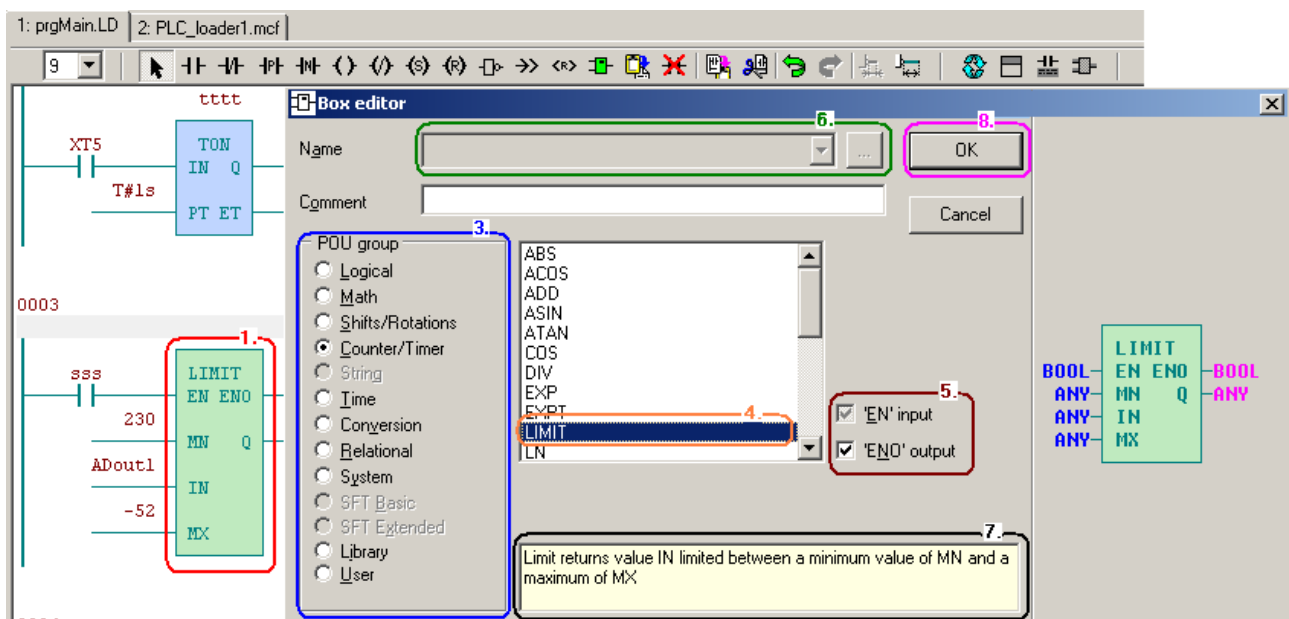 1: prgMain.LD 2: PLC_loader1.mcf
9
tttt
XT5
TON
IN Q
T#1s
PT ET
0003
1.
sss
LIMIT
EN ENO
230
MN Q
ADout1
IN
-52
MX
Box editor
6.
8.
Name
...
OK
Comment
Cancel
3.
POU group
Logical
Math
Shifts/Rotations
Counter/Timer
String
Time
Conversion
Relational
System
SFT Basic
SFT Extended
Library
User
ABS
ACOS
ADD
ASIN
ATAN
COS
DIV
EXP
EXPT
4.
LIMIT
LN
5.
'EN' input
'ENO' output
7.
Limit returns value IN limited between a minimum value of MN and a
maximum of MX
LIMIT
BOOL EN ENO BOOL
ANY MN Q ANY
ANY IN
ANY MX